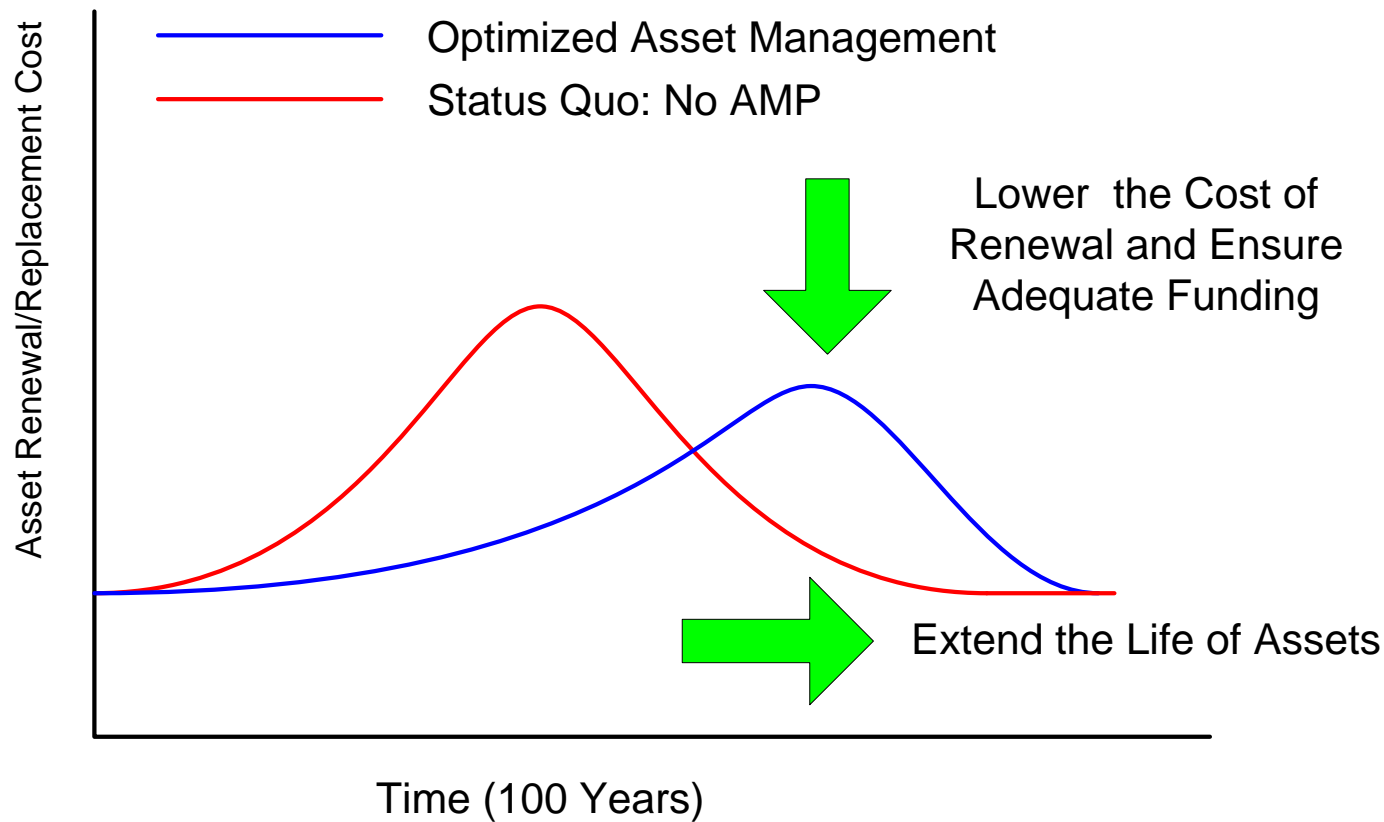 Asset Renewal/Replacement Cost
Optimized Asset Management
Status Quo: No AMP
Lower the Cost of
Renewal and Ensure
Adequate Funding
Extend the Life of Assets
Time (100 Years)